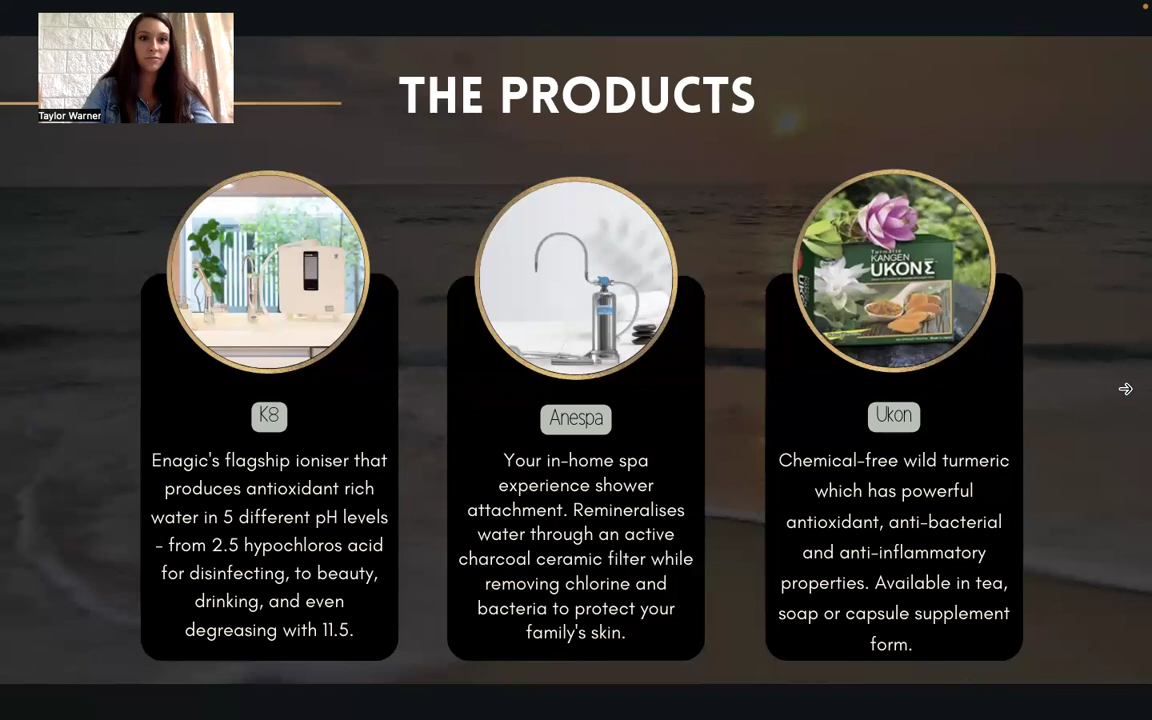 Taylor Warner
THE PRODUCTS
Turmeric
KANGEN
UKONΣ
K8
Anespa
Ukon
Enagic's flagship ioniser that
produces antioxidant rich
water in 5 different pH levels
- from 2.5 hypochloros acid
for disinfecting, to beauty,
drinking, and even
degreasing with 11.5.
Your in-home spa
experience shower
attachment. Remineralises
water through an active
charcoal ceramic filter while
removing chlorine and
bacteria to protect your
family's skin.
Chemical-free wild turmeric
which has powerful
antioxidant, anti-bacterial
and anti-inflammatory
properties. Available in tea,
soap or capsule supplement
form.